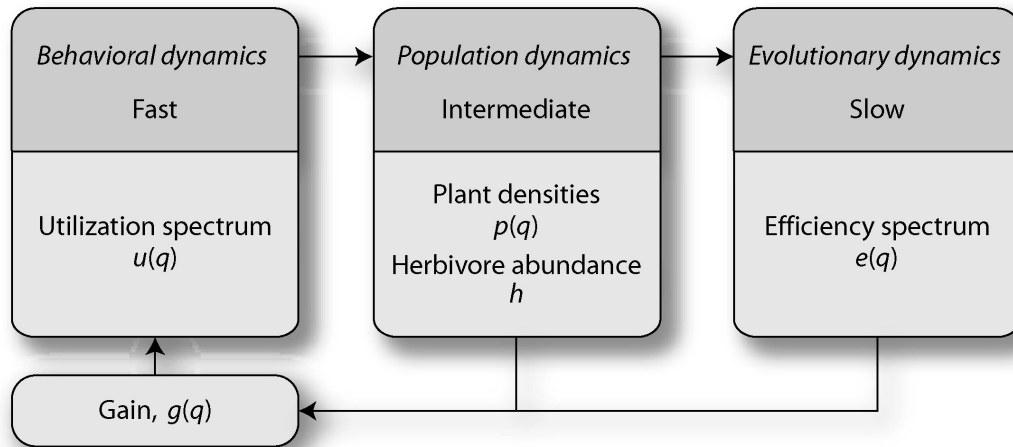 Behavioral dynamics
Fast
Utilization spectrum
u(q)
Population dynamics
Intermediate
Plant densities
p(q)
Herbivore abundance
h
Evolutionary dynamics
Slow
Efficiency spectrum
e(q)
Gain, g(q)